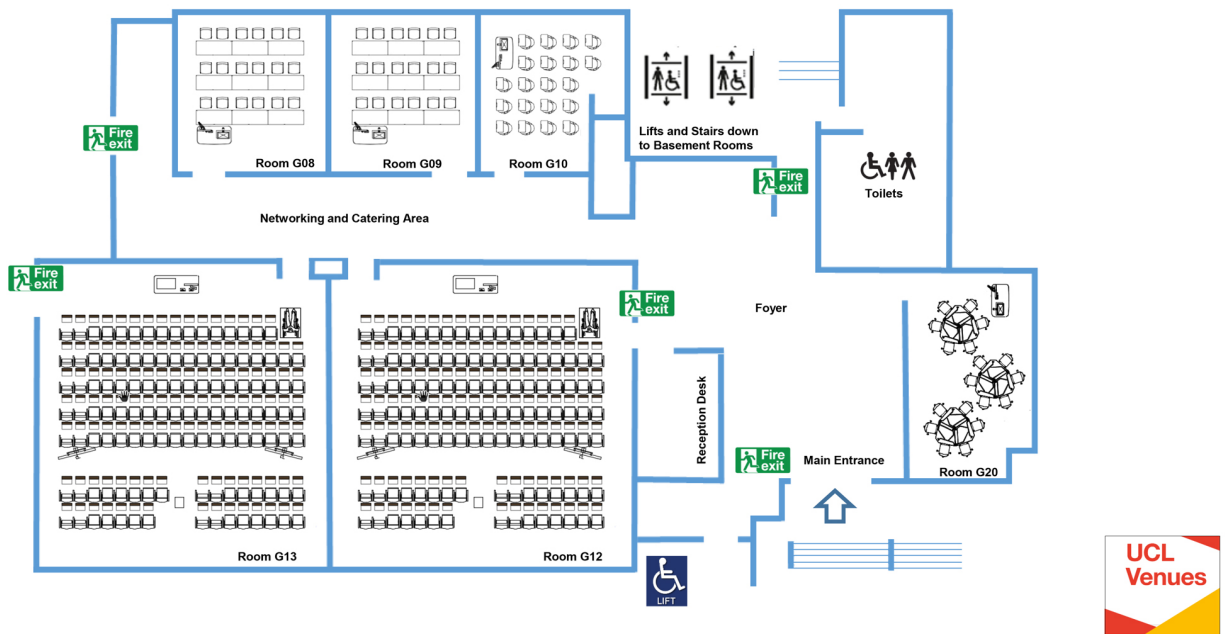 Fire
exit
Lifts and Stairs down
to Basement Rooms
Room G08
Room G09
Room G10
Fire
exit
Toilets
Networking and Catering Area
Fire
exit
Fire
exit
Foyer
Reception Desk
Fire
exit
Main Entrance
Room G20
Room G13
Room G12
LIFT
UCL
Venues